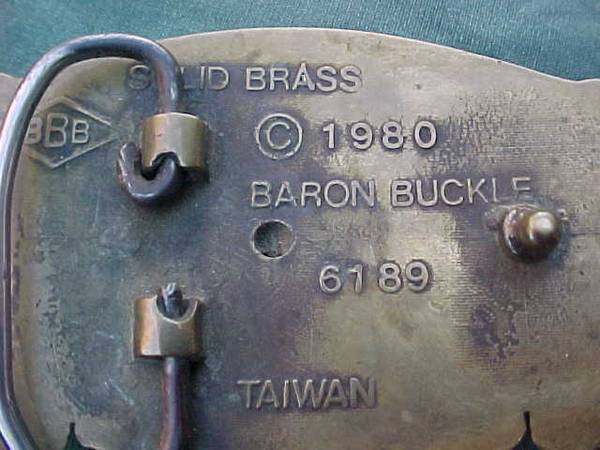 SOLID BRASS
BBB
© 1980
BARON BUCKLE
6189
TAIWAN